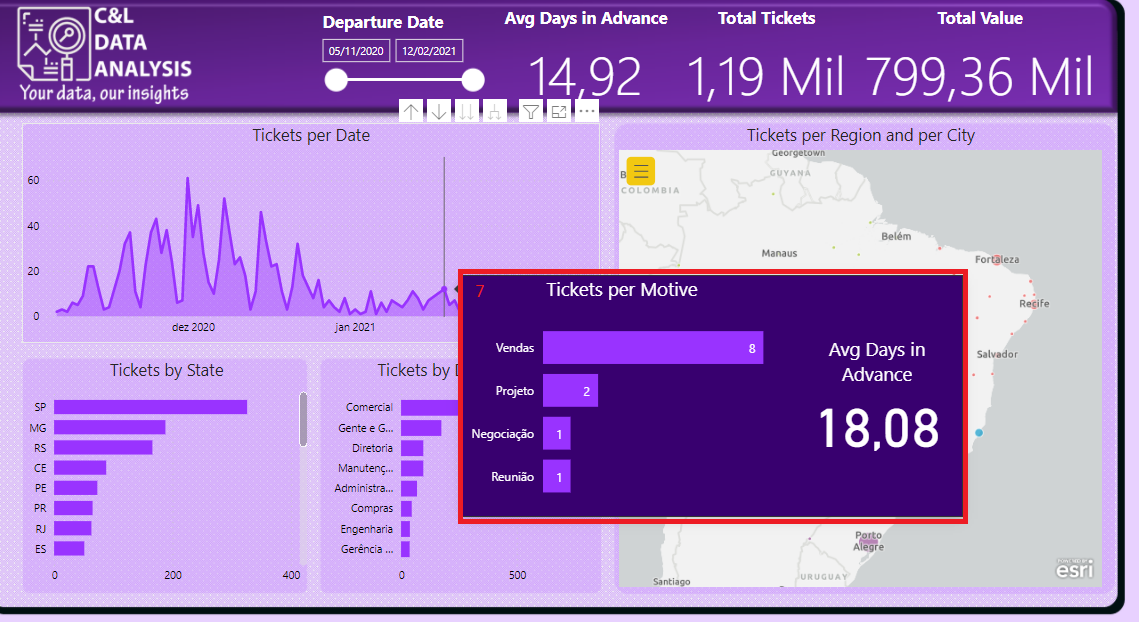 C&L
DATA
ANALYSIS
Your data, our insights
Departure Date
05/11/2020
12/02/2021
Avg Days in Advance
14,92
Total Tickets
1,19 Mil
Total Value
799,36 Mil
Tickets per Date
60
40
20
0
dez 2020
jan 2021
Tickets per Region and per City
Georgetown
GUYANA
B
COLOMBIA
Belém
Manaus
Fortaleza
Recife
Salvador
Porto
Alegre
URUGUAY
Santiago
POWERED BY
esri
7
Tickets per Motive
Vendas
8
Projeto
2
Negociação
1
Reunião
1
Avg Days in
Advance
18,08
Tickets by State
SP
MG
RS
CE
PE
PR
RJ
ES
0
200
400
Tickets by
Comercial
Gente e G...
Diretoria
Manutenç...
Administra...
Compras
Engenharia
Gerência ...
0
500